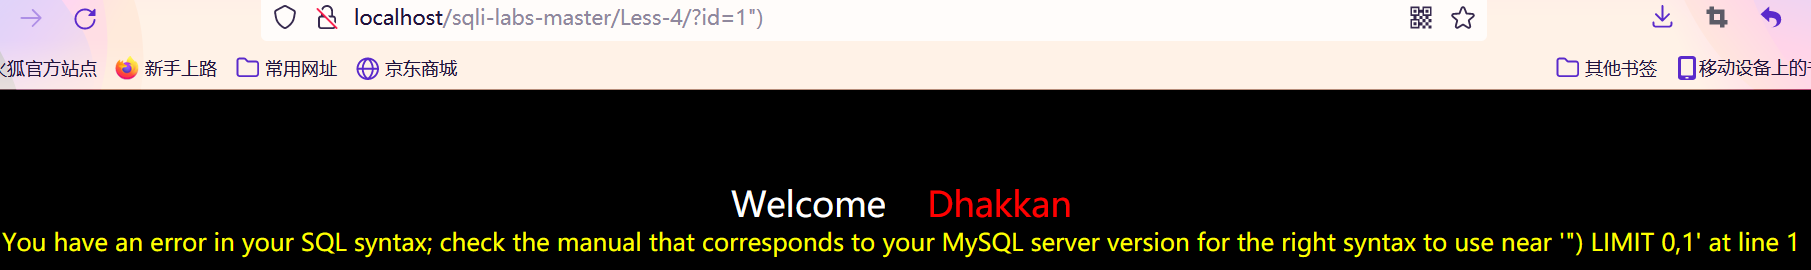 localhost/sqli-labs-master/Less-4/?id=1")
火狐官方站点 新手上路 常用网址 京东商城 其他书签 移动设备上的
Welcome Dhakkan
You have an error in your SQL syntax; check the manual that corresponds to your MySQL server version for the right syntax to use near '") LIMIT 0,1' at line 1